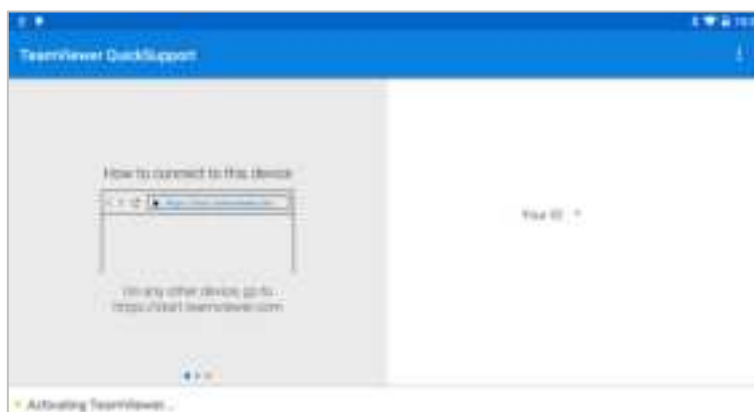 TeamViewer QuickSupport
How to connect to this device
On any other device, go to
https://start.teamviewer.com
Your ID
Activating TeamViewer...